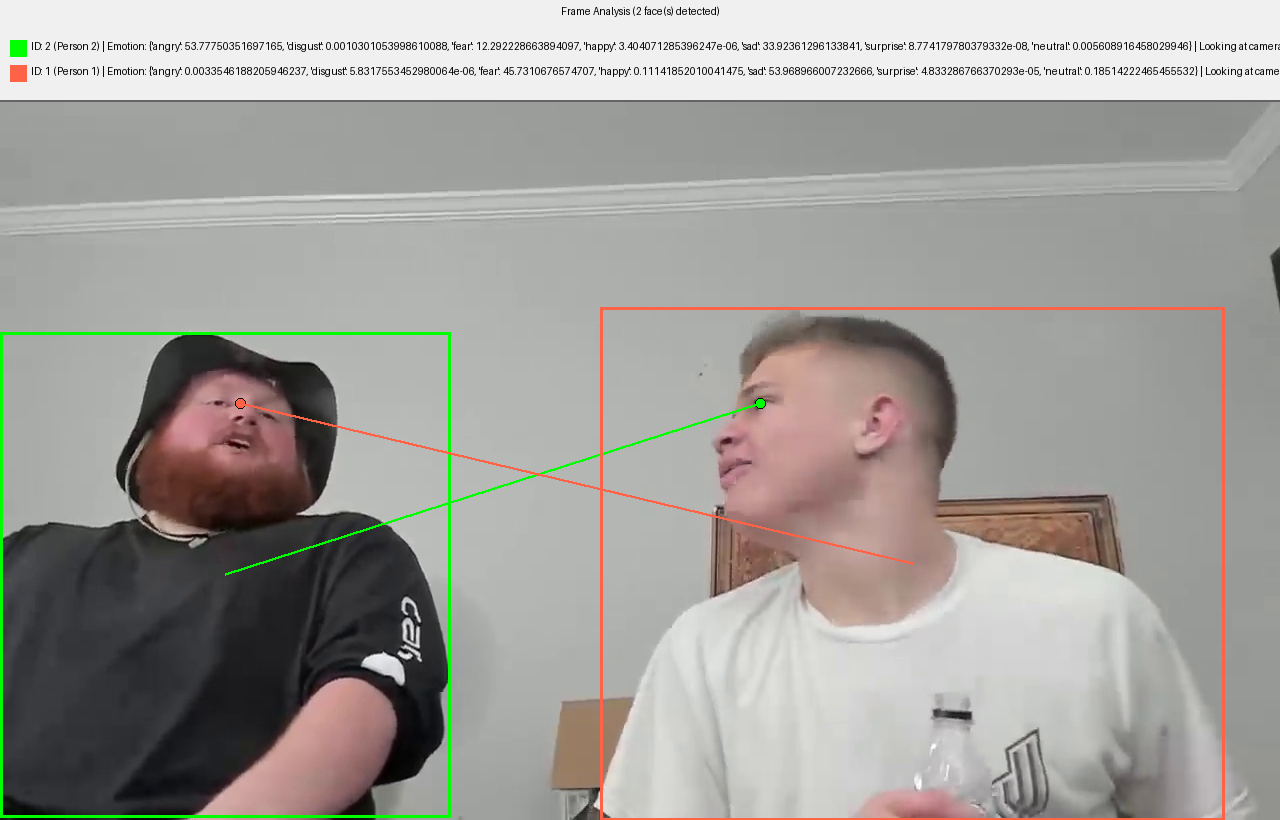 Frame Analysis (2 face(s) detected)
ID: 2 (Person 2) | Emotion: {'angry': 53.77750351697165, 'disgust': 0.0010301053998610088, 'fear': 12.292228663894097, 'happy': 3.404071285396247e-06, 'sad': 33.92361296133841, 'surprise': 8.774179780379332e-08, 'neutral': 0.005608916458029946} | Looking at camera
ID: 1 (Person 1) | Emotion: {'angry': 0.0033546188205946237, 'disgust': 5.8317553452980064e-06, 'fear': 45.7310676574707, 'happy': 0.11141852010041475, 'sad': 53.968966007232666, 'surprise': 4.833286766370293e-05, 'neutral': 0.18514222465455532} | Looking at came